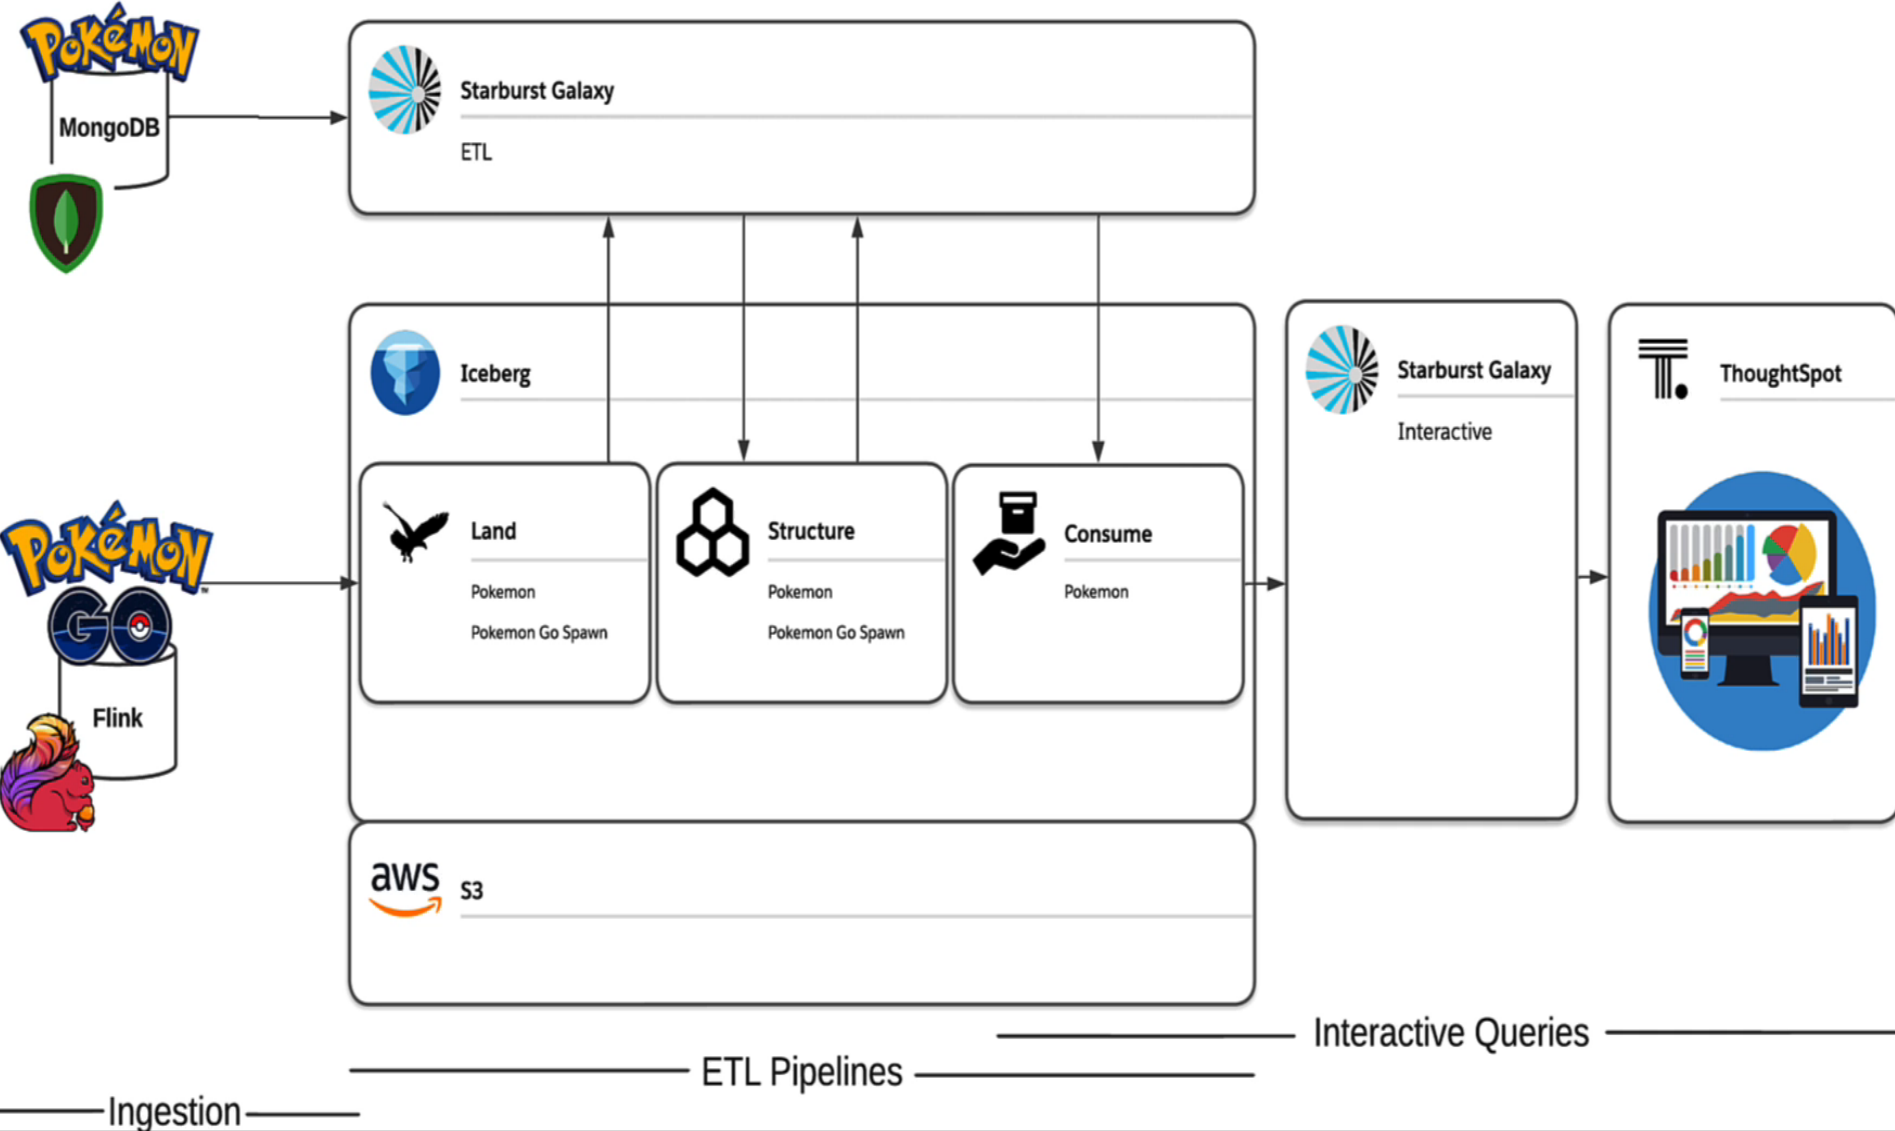 POKéMON
MongoDB
Starburst Galaxy
ETL
Iceberg
Land
Pokemon
Pokemon Go Spawn
Structure
Pokemon
Pokemon Go Spawn
Consume
Pokemon
Starburst Galaxy
Interactive
T.
ThoughtSpot
POKéMON
TM
GO
Flink
aws
S3
Interactive Queries
ETL Pipelines
Ingestion